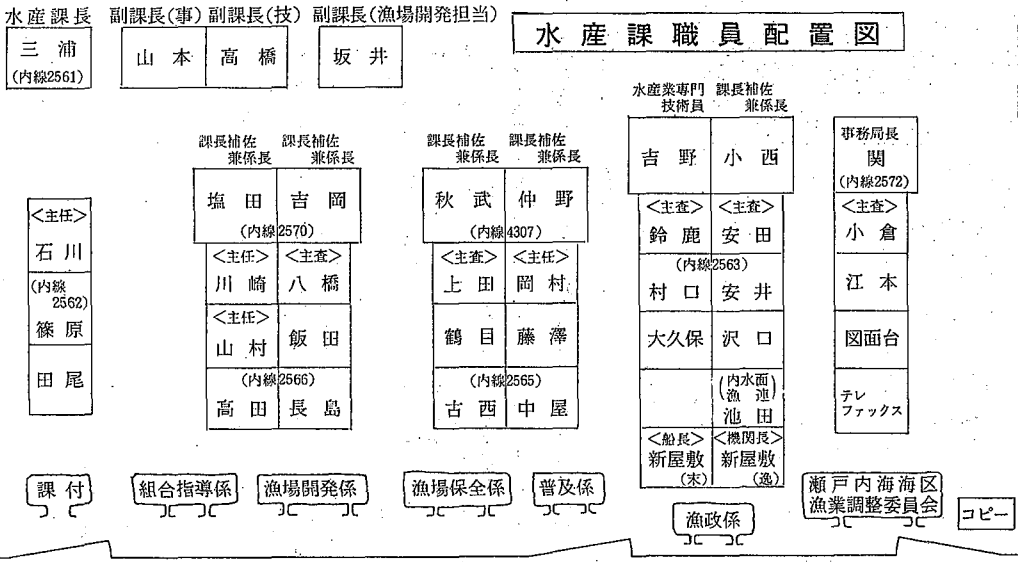 水産課長 副課長(事) 副課長(技) 副課長(漁場開発担当)
水産課職員配置図
三浦
(内線2561)
山本 高橋
坂井
課長補佐兼係長 課長補佐兼係長
塩田 吉岡
(内線2570)
<主任> <主査>
川崎 八橋
<主任>
山村 飯田
(内線2566)
高田 長島
課長補佐兼係長 課長補佐兼係長
秋武 仲野
(内線4307)
<主査> <主任>
上田 岡村
鶴目 藤澤
(内線2565)
古西 中屋
水産業専門技術員 課長補佐兼係長
吉野 小西
<主査> <主査>
鈴鹿 安田
(内線2563)
村口 安井
大久保 沢口
(内水面漁連)
池田
<船長> <機関長>
新屋敷 新屋敷
(末) (逸)
事務局長
関
(内線2572)
<主査>
小倉
江本
図面台
テレ
ファックス
<主任>
石川
(内線
2562)
篠原
田尾
課付
組合指導係
漁場開発係
漁場保全係
普及係
漁政係
瀬戸内海海区
漁業調整委員会
コピー